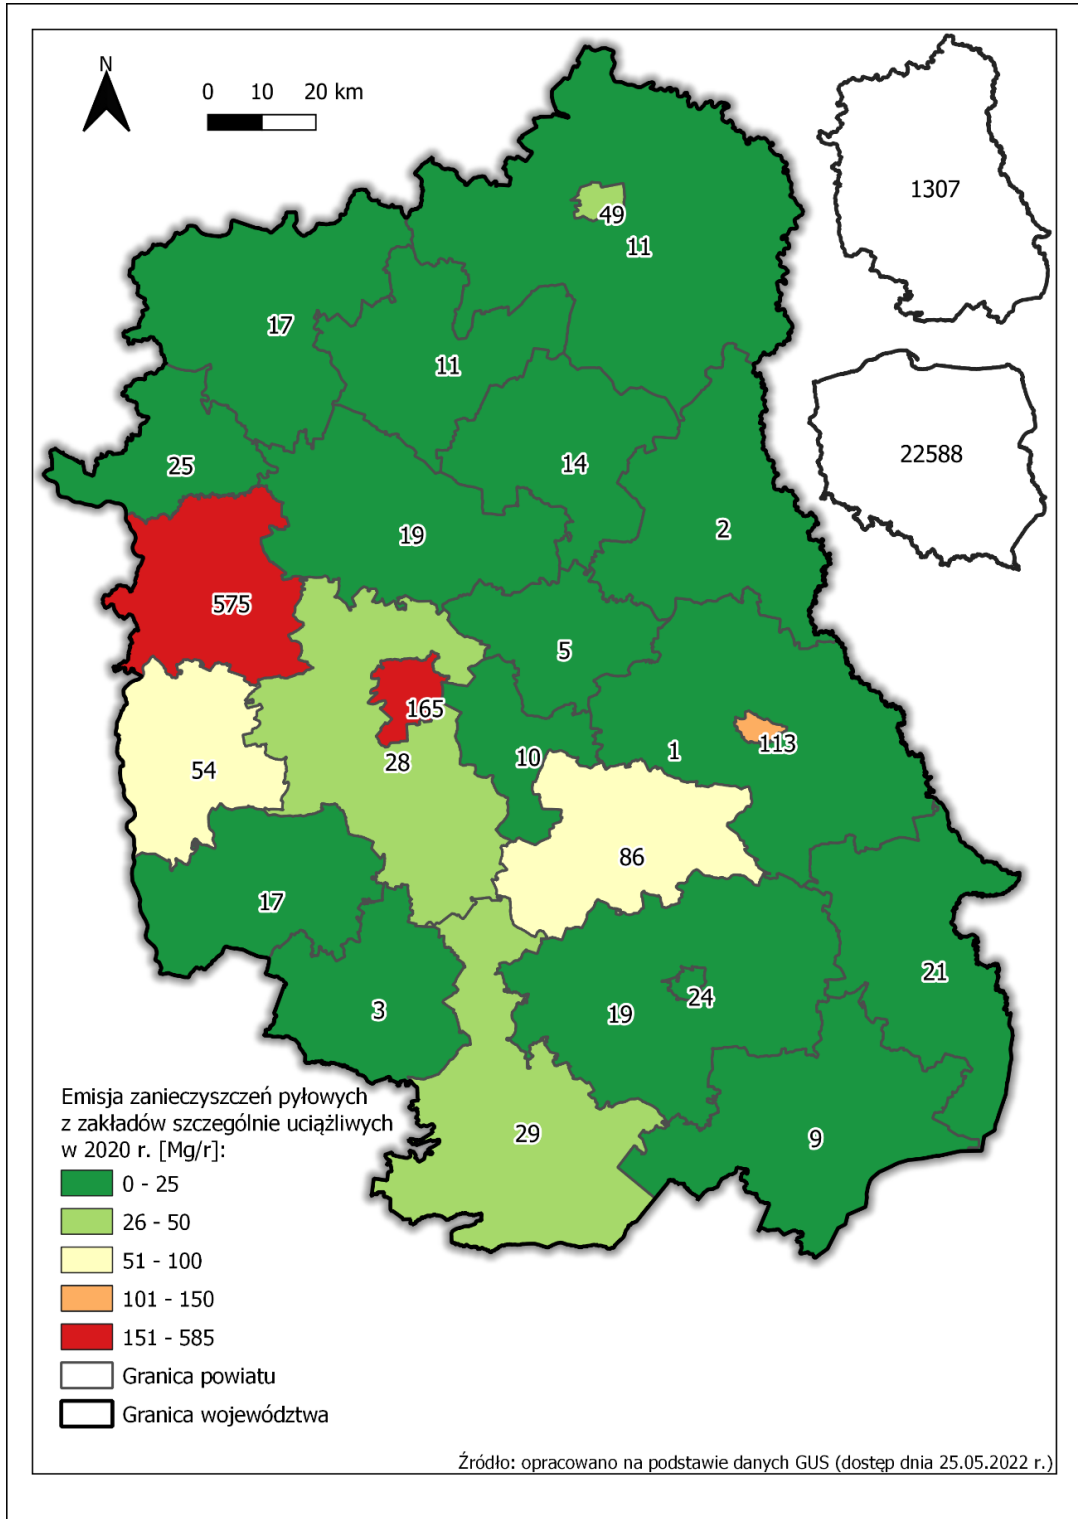 N
0 10 20 km
1307
49
11
17
11
22588
25
14
19
2
575
5
165
113
10
1
28
54
86
17
21
24
19
3
29
9
Emisja zanieczyszczeń pyłowych
z zakładów szczególnie uciążliwych
w 2020 r. [Mg/r]:
0 - 25
26 - 50
51 - 100
101 - 150
151 - 585
Granica powiatu
Granica województwa
Źródło: opracowano na podstawie danych GUS (dostęp dnia 25.05.2022 r.)